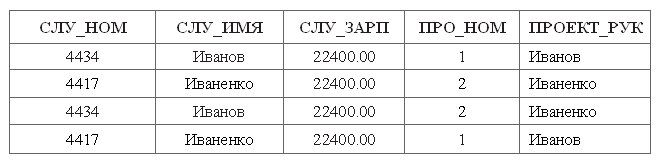 СЛУ_НОМ СЛУ_ИМЯ СЛУ_ЗАРП ПРО_НОМ ПРОЕКТ_РУК
4434 Иванов 22400.00 1 Иванов
4417 Иваненко 22400.00 2 Иваненко
4434 Иванов 22400.00 2 Иваненко
4417 Иваненко 22400.00 1 Иванов